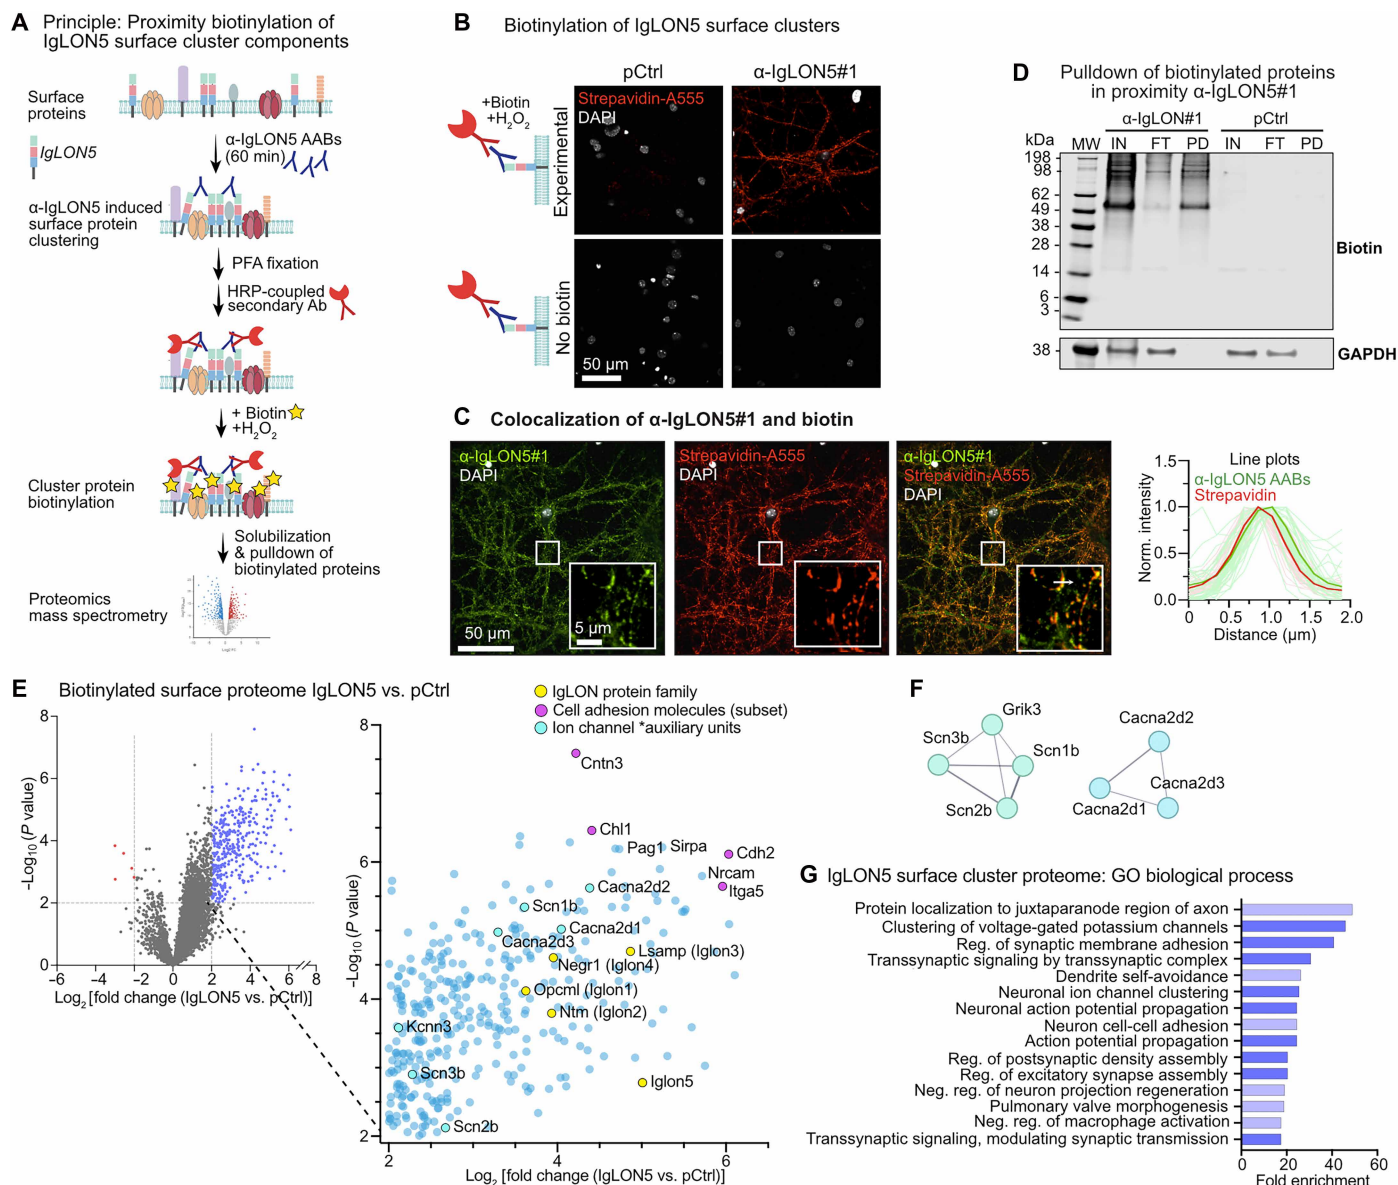 A Principle: Proximity biotinylation of
IgLON5 surface cluster components
Surface
proteins
IgLON5
α-IgLON5 AABs
(60 min)
α-IgLON5 induced
surface protein
clustering
PFA fixation
HRP-coupled
secondary Ab
+ Biotin
+H2O2
Cluster protein
biotinylation
Solubilization
& pulldown of
biotinylated proteins
Proteomics
mass spectrometry
B Biotinylation of IgLON5 surface clusters
pCtrl α-IgLON5#1
+Biotin
+H2O2
Experimental
Strepavidin-A555
DAPI
No biotin
50 µm
C Colocalization of α-IgLON5#1 and biotin
α-IgLON5#1
DAPI
50 µm
5 µm
Strepavidin-A555
DAPI
α-IgLON5#1
Strepavidin-A555
DAPI
Line plots
α-IgLON5 AABs
Strepavidin
Norm. intensity
1.5
1.0
0.5
0.0
0 0.5 1.0 1.5 2.0
Distance (µm)
D Pulldown of biotinylated proteins
in proximity α-IgLON5#1
α-IgLON#1 pCtrl
kDa MW IN FT PD IN FT PD
198
98
62
49
38
28
14
6
3
Biotin
38
GAPDH
E Biotinylated surface proteome IgLON5 vs. pCtrl
-Log10 (P value)
8
6
4
2
0
−6 −4 −2 0 2 4 6 8
Log2 [fold change (IgLON5 vs. pCtrl)]
IgLON protein family
Cell adhesion molecules (subset)
Ion channel *auxiliary units
-Log10 (P value)
8
6
4
2
Cntn3
Chl1
Pag1 Sirpa
Cdh2
Nrcam
Itga5
Cacna2d2
Scn1b
Cacna2d1
Cacna2d3
Lsamp (Iglon3)
Negr1 (Iglon4)
Opcml (Iglon1)
Ntm (Iglon2)
Kcnn3
Scn3b
Iglon5
Scn2b
2 4 6
Log2 [fold change (IgLON5 vs. pCtrl)]
F
Grik3
Scn3b
Scn1b
Scn2b
Cacna2d2
Cacna2d3
Cacna2d1
G IgLON5 surface cluster proteome: GO biological process
Protein localization to juxtaparanode region of axon
Clustering of voltage-gated potassium channels
Reg. of synaptic membrane adhesion
Transsynaptic signaling by transsynaptic complex
Dendrite self-avoidance
Neuronal ion channel clustering
Neuronal action potential propagation
Neuron cell-cell adhesion
Action potential propagation
Reg. of postsynaptic density assembly
Reg. of excitatory synapse assembly
Neg. reg. of neuron projection regeneration
Pulmonary valve morphogenesis
Neg. reg. of macrophage activation
Transsynaptic signaling, modulating synaptic transmission
0 20 40 60
Fold enrichment